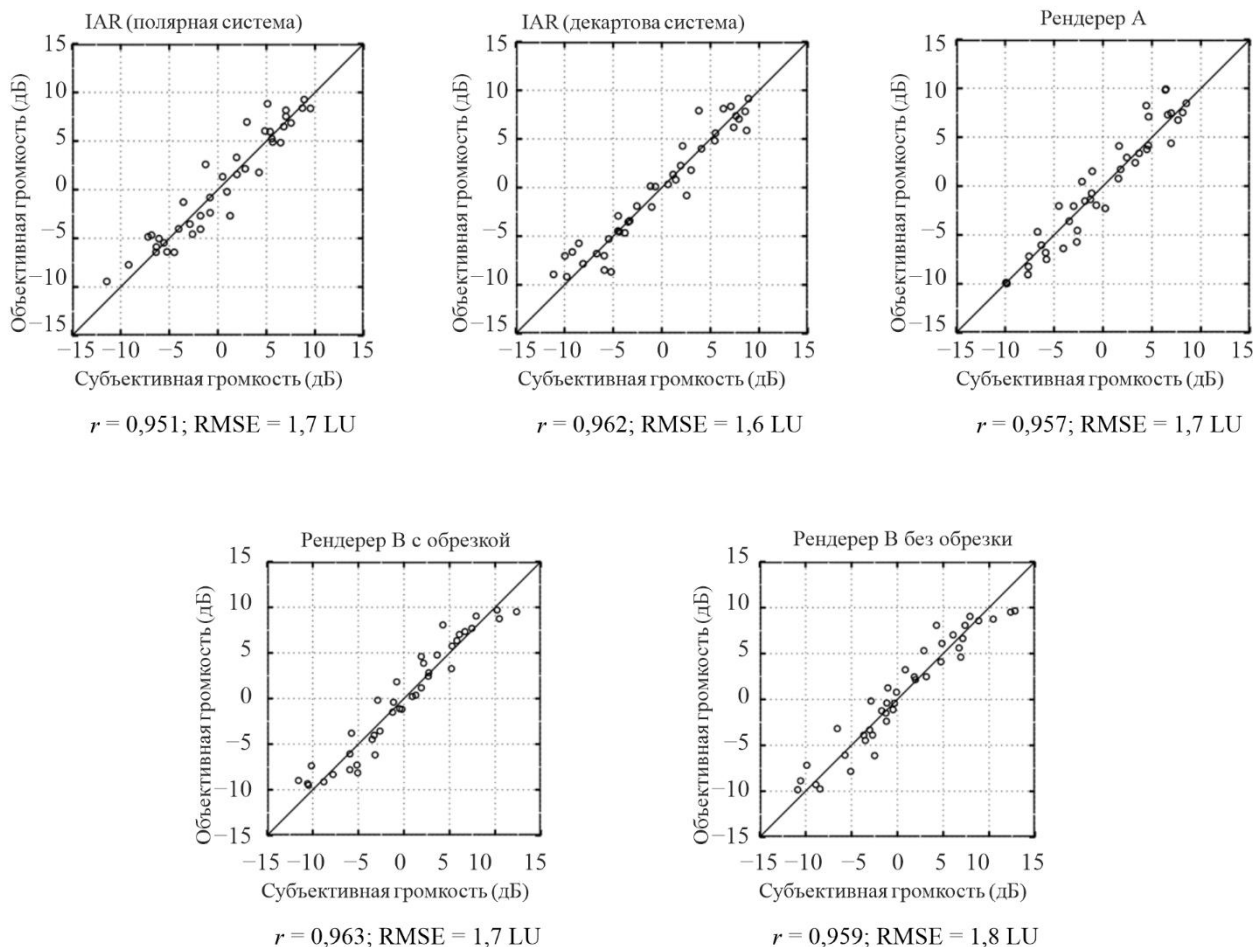 IAR (полярная система)
15
10
5
0
−5
−10
−15
−15 −10 −5 0 5 10 15
Объективная громкость (дБ)
Субъективная громкость (дБ)
r = 0,951; RMSE = 1,7 LU
IAR (декартова система)
15
10
5
0
−5
−10
−15
−15 −10 −5 0 5 10 15
Объективная громкость (дБ)
Субъективная громкость (дБ)
r = 0,962; RMSE = 1,6 LU
Рендерер A
15
10
5
0
−5
−10
−15
−15 −10 −5 0 5 10 15
Объективная громкость (дБ)
Субъективная громкость (дБ)
r = 0,957; RMSE = 1,7 LU
Рендерер B с обрезкой
15
10
5
0
−5
−10
−15
−15 −10 −5 0 5 10 15
Объективная громкость (дБ)
Субъективная громкость (дБ)
r = 0,963; RMSE = 1,7 LU
Рендерер B без обрезки
15
10
5
0
−5
−10
−15
−15 −10 −5 0 5 10 15
Объективная громкость (дБ)
Субъективная громкость (дБ)
r = 0,959; RMSE = 1,8 LU